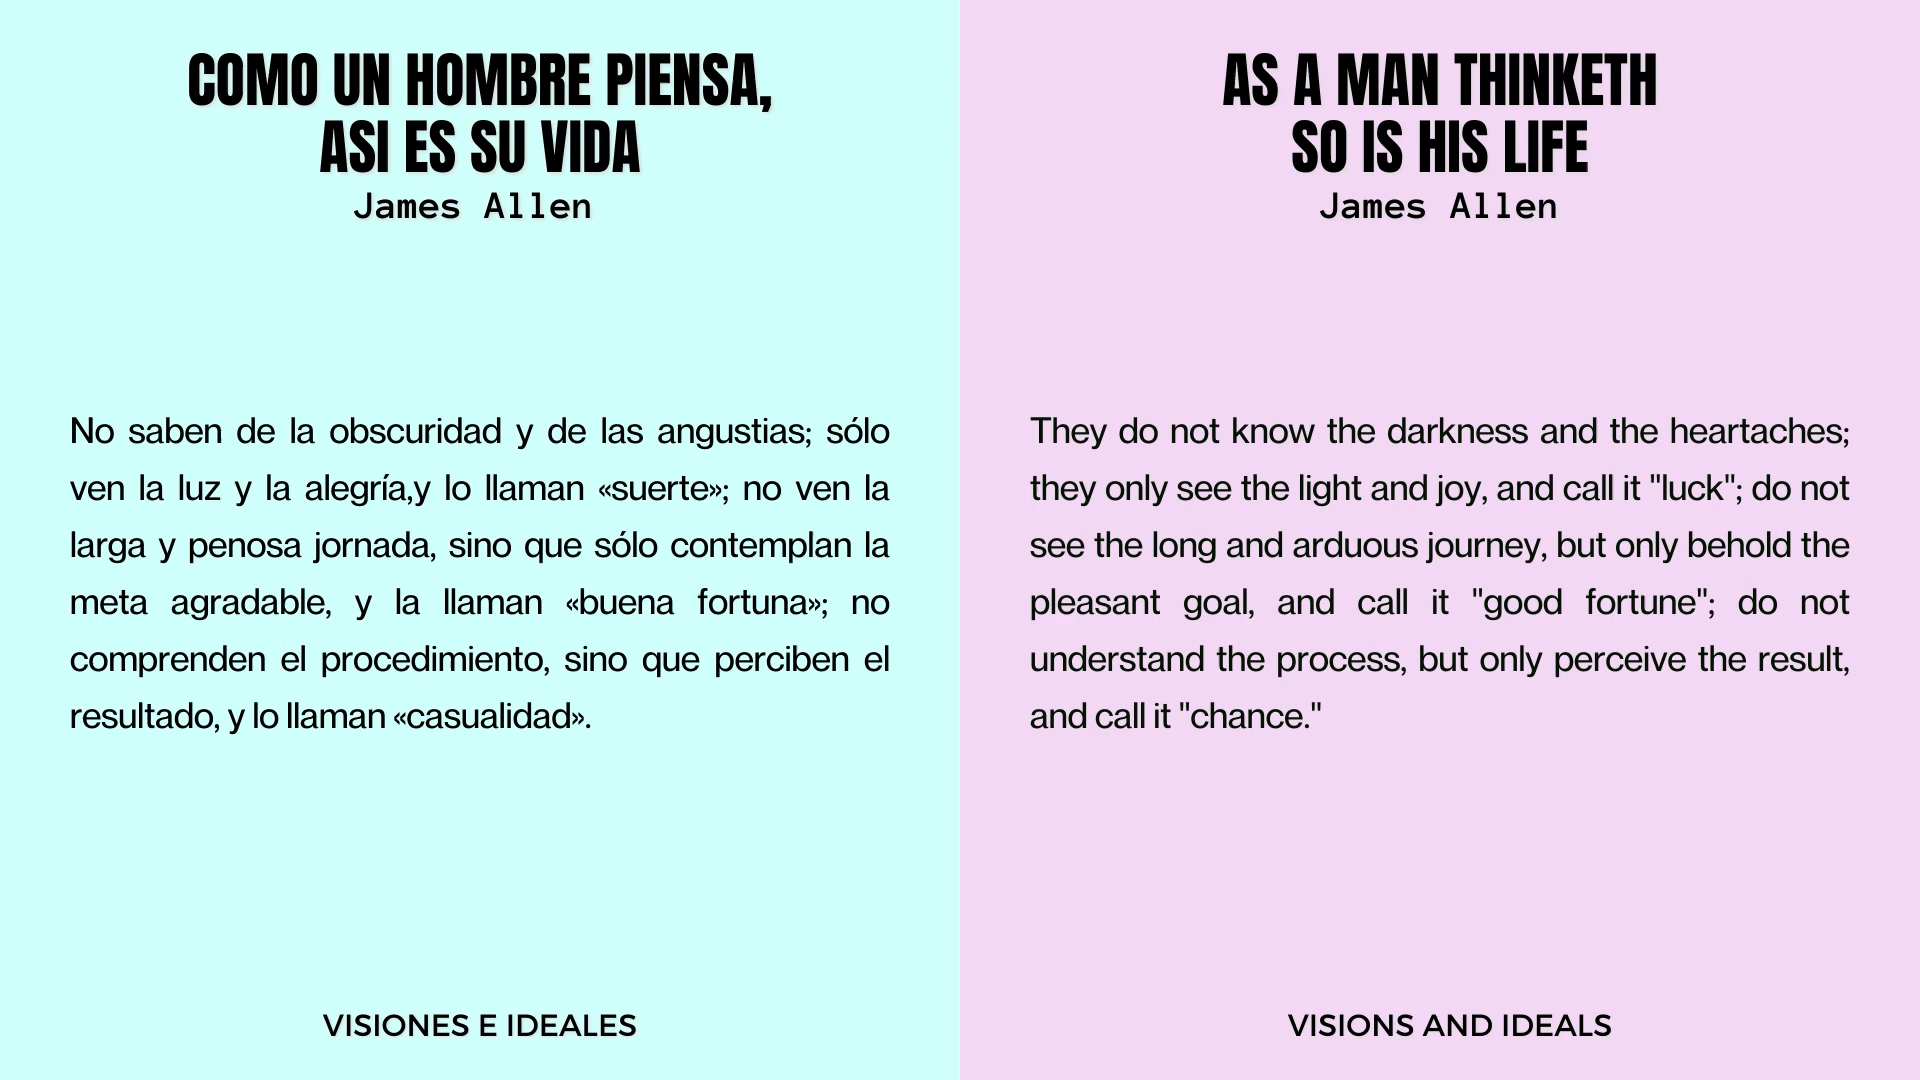 COMO UN HOMBRE PIENSA,
ASI ES SU VIDA
James Allen
No saben de la obscuridad y de las angustias; sólo
ven la luz y la alegría,y lo llaman «suerte»; no ven la
larga y penosa jornada, sino que sólo contemplan la
meta agradable, y la llaman «buena fortuna»; no
comprenden el procedimiento, sino que perciben el
resultado, y lo llaman «casualidad».
VISIONES E IDEALES
AS A MAN THINKETH
SO IS HIS LIFE
James Allen
They do not know the darkness and the heartaches;
they only see the light and joy, and call it "luck"; do not
see the long and arduous journey, but only behold the
pleasant goal, and call it "good fortune"; do not
understand the process, but only perceive the result,
and call it "chance."
VISIONS AND IDEALS